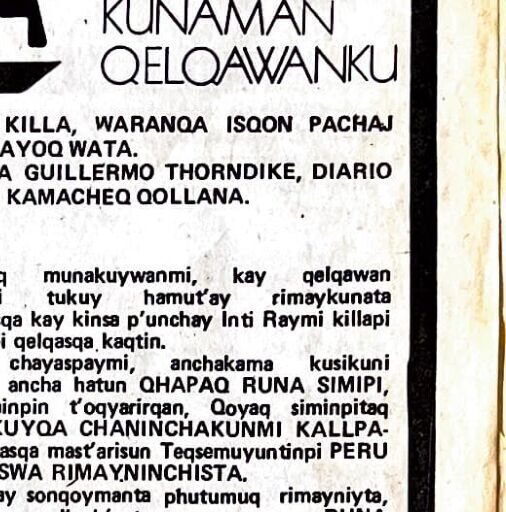 KUNAMAN
QELQAWANKU
KILLA, WARANQA ISQON PACHAJ
AYOQ WATA.
A GUILLERMO THORNDIKE, DIARIO
KAMACHEQ QOLLANA.
q munakuywanmi, kay qelqawan
i tukuy hamut'ay rimaykunata
sqa kay kinsa p'unchay Inti Raymi killapi
i qelqasqa kaqtin.
chayaspaymi, anchakama kusikuni
ancha hatun QHAPAQ RUNA SIMIPI,
inpin t'oqyarirqan, Qoyaq siminpitaq
KUYQA CHANINCHAKUNMI KALLPA-
asqa mast'arisun Teqsemuyuntinpi PERU
SWA RIMAYNINCHISTA.
ay sonqoymanta phutumuq rimayniyta,